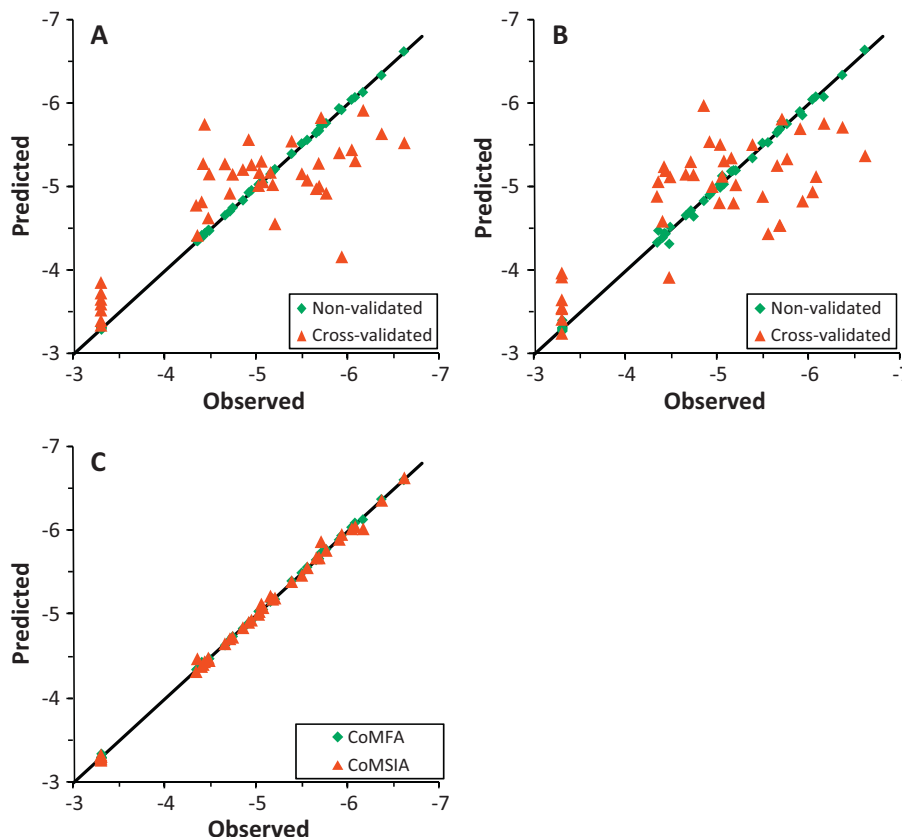 A
-7
-6
-5
-4
-3
Predicted
-3
-4
-5
-6
-7
Observed
Non-validated
Cross-validated
B
-7
-6
-5
-4
-3
Predicted
-3
-4
-5
-6
-7
Observed
Non-validated
Cross-validated
C
-7
-6
-5
-4
-3
Predicted
-3
-4
-5
-6
-7
Observed
CoMFA
CoMSIA